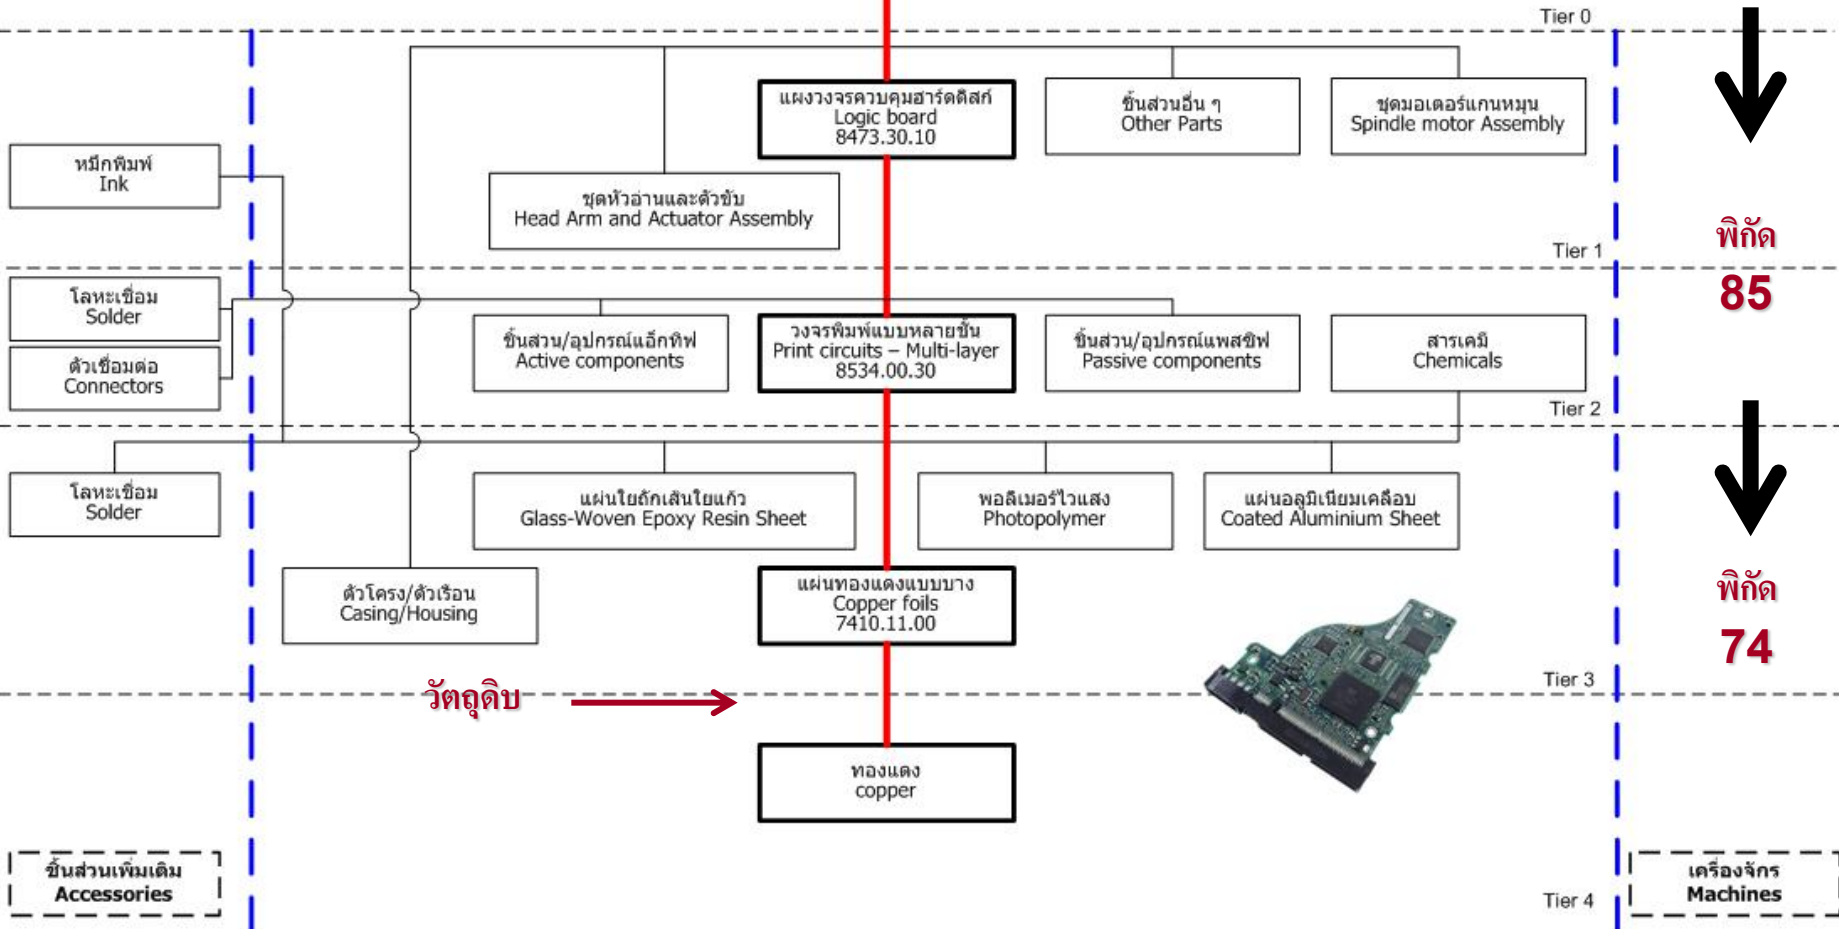 Tier 0
แผงวงจรควบคุมฮาร์ดดิสก์
Logic board
8473.30.10
ชิ้นส่วนอื่น ๆ
Other Parts
ชุดมอเตอร์แกนหมุน
Spindle motor Assembly
หมึกพิมพ์
Ink
ชุดหัวอ่านและตัวขับ
Head Arm and Actuator Assembly
พิกัด
85
Tier 1
โลหะเชื่อม
Solder
ตัวเชื่อมต่อ
Connectors
ชิ้นส่วน/อุปกรณ์แอ็กทิฟ
Active components
วงจรพิมพ์แบบหลายชั้น
Print circuits – Multi-layer
8534.00.30
ชิ้นส่วน/อุปกรณ์แพสซิฟ
Passive components
สารเคมี
Chemicals
Tier 2
โลหะเชื่อม
Solder
แผ่นใยถักเส้นใยแก้ว
Glass-Woven Epoxy Resin Sheet
พอลิเมอร์ไวแสง
Photopolymer
แผ่นอลูมิเนียมเคลือบ
Coated Aluminium Sheet
ตัวโครง/ตัวเรือน
Casing/Housing
แผ่นทองแดงแบบบาง
Copper foils
7410.11.00
พิกัด
74
Tier 3
วัตถุดิบ
ทองแดง
copper
ชิ้นส่วนเพิ่มเติม
Accessories
เครื่องจักร
Machines
Tier 4